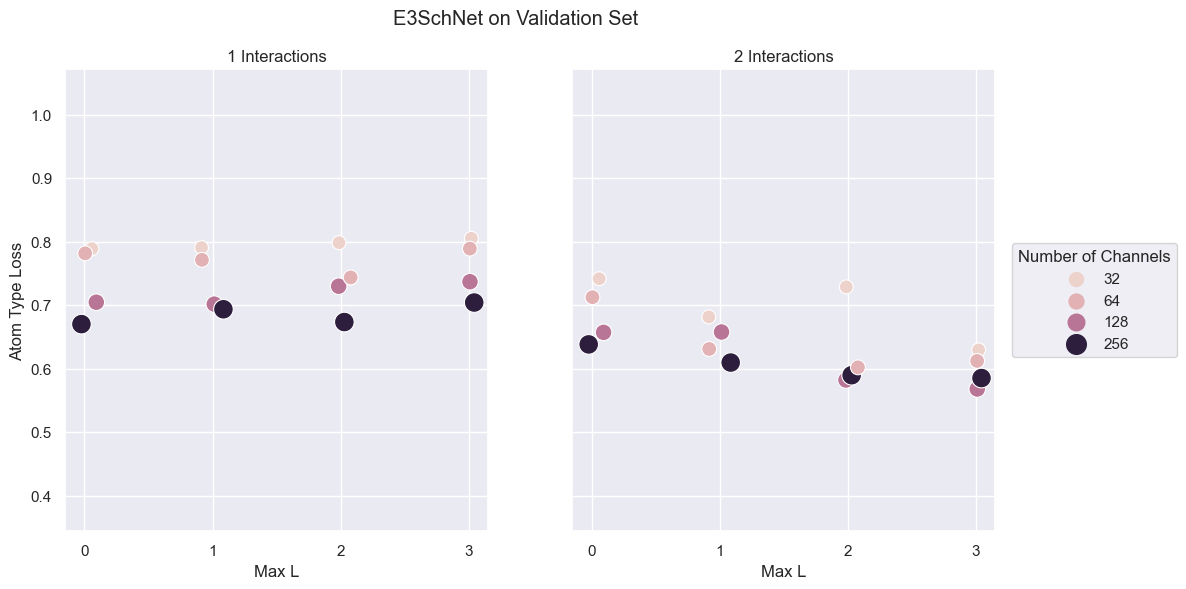 E3SchNet on Validation Set
1 Interactions
2 Interactions
Atom Type Loss
1.0
0.9
0.8
0.7
0.6
0.5
0.4
0 1 2 3
Max L
0 1 2 3
Max L
Number of Channels
32
64
128
256